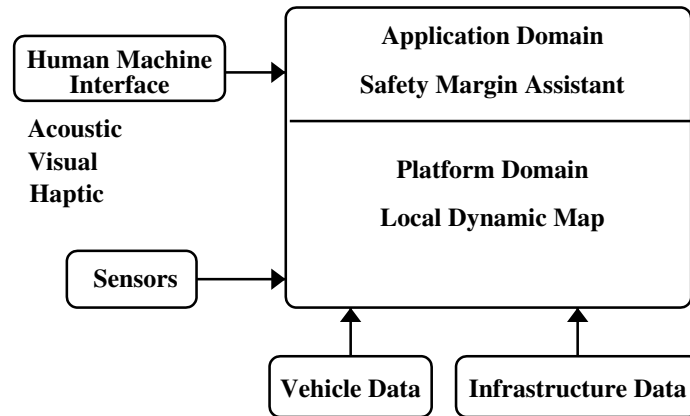 Human Machine
Interface
Acoustic
Visual
Haptic
Application Domain
Safety Margin Assistant
Platform Domain
Local Dynamic Map
Sensors
Vehicle Data
Infrastructure Data